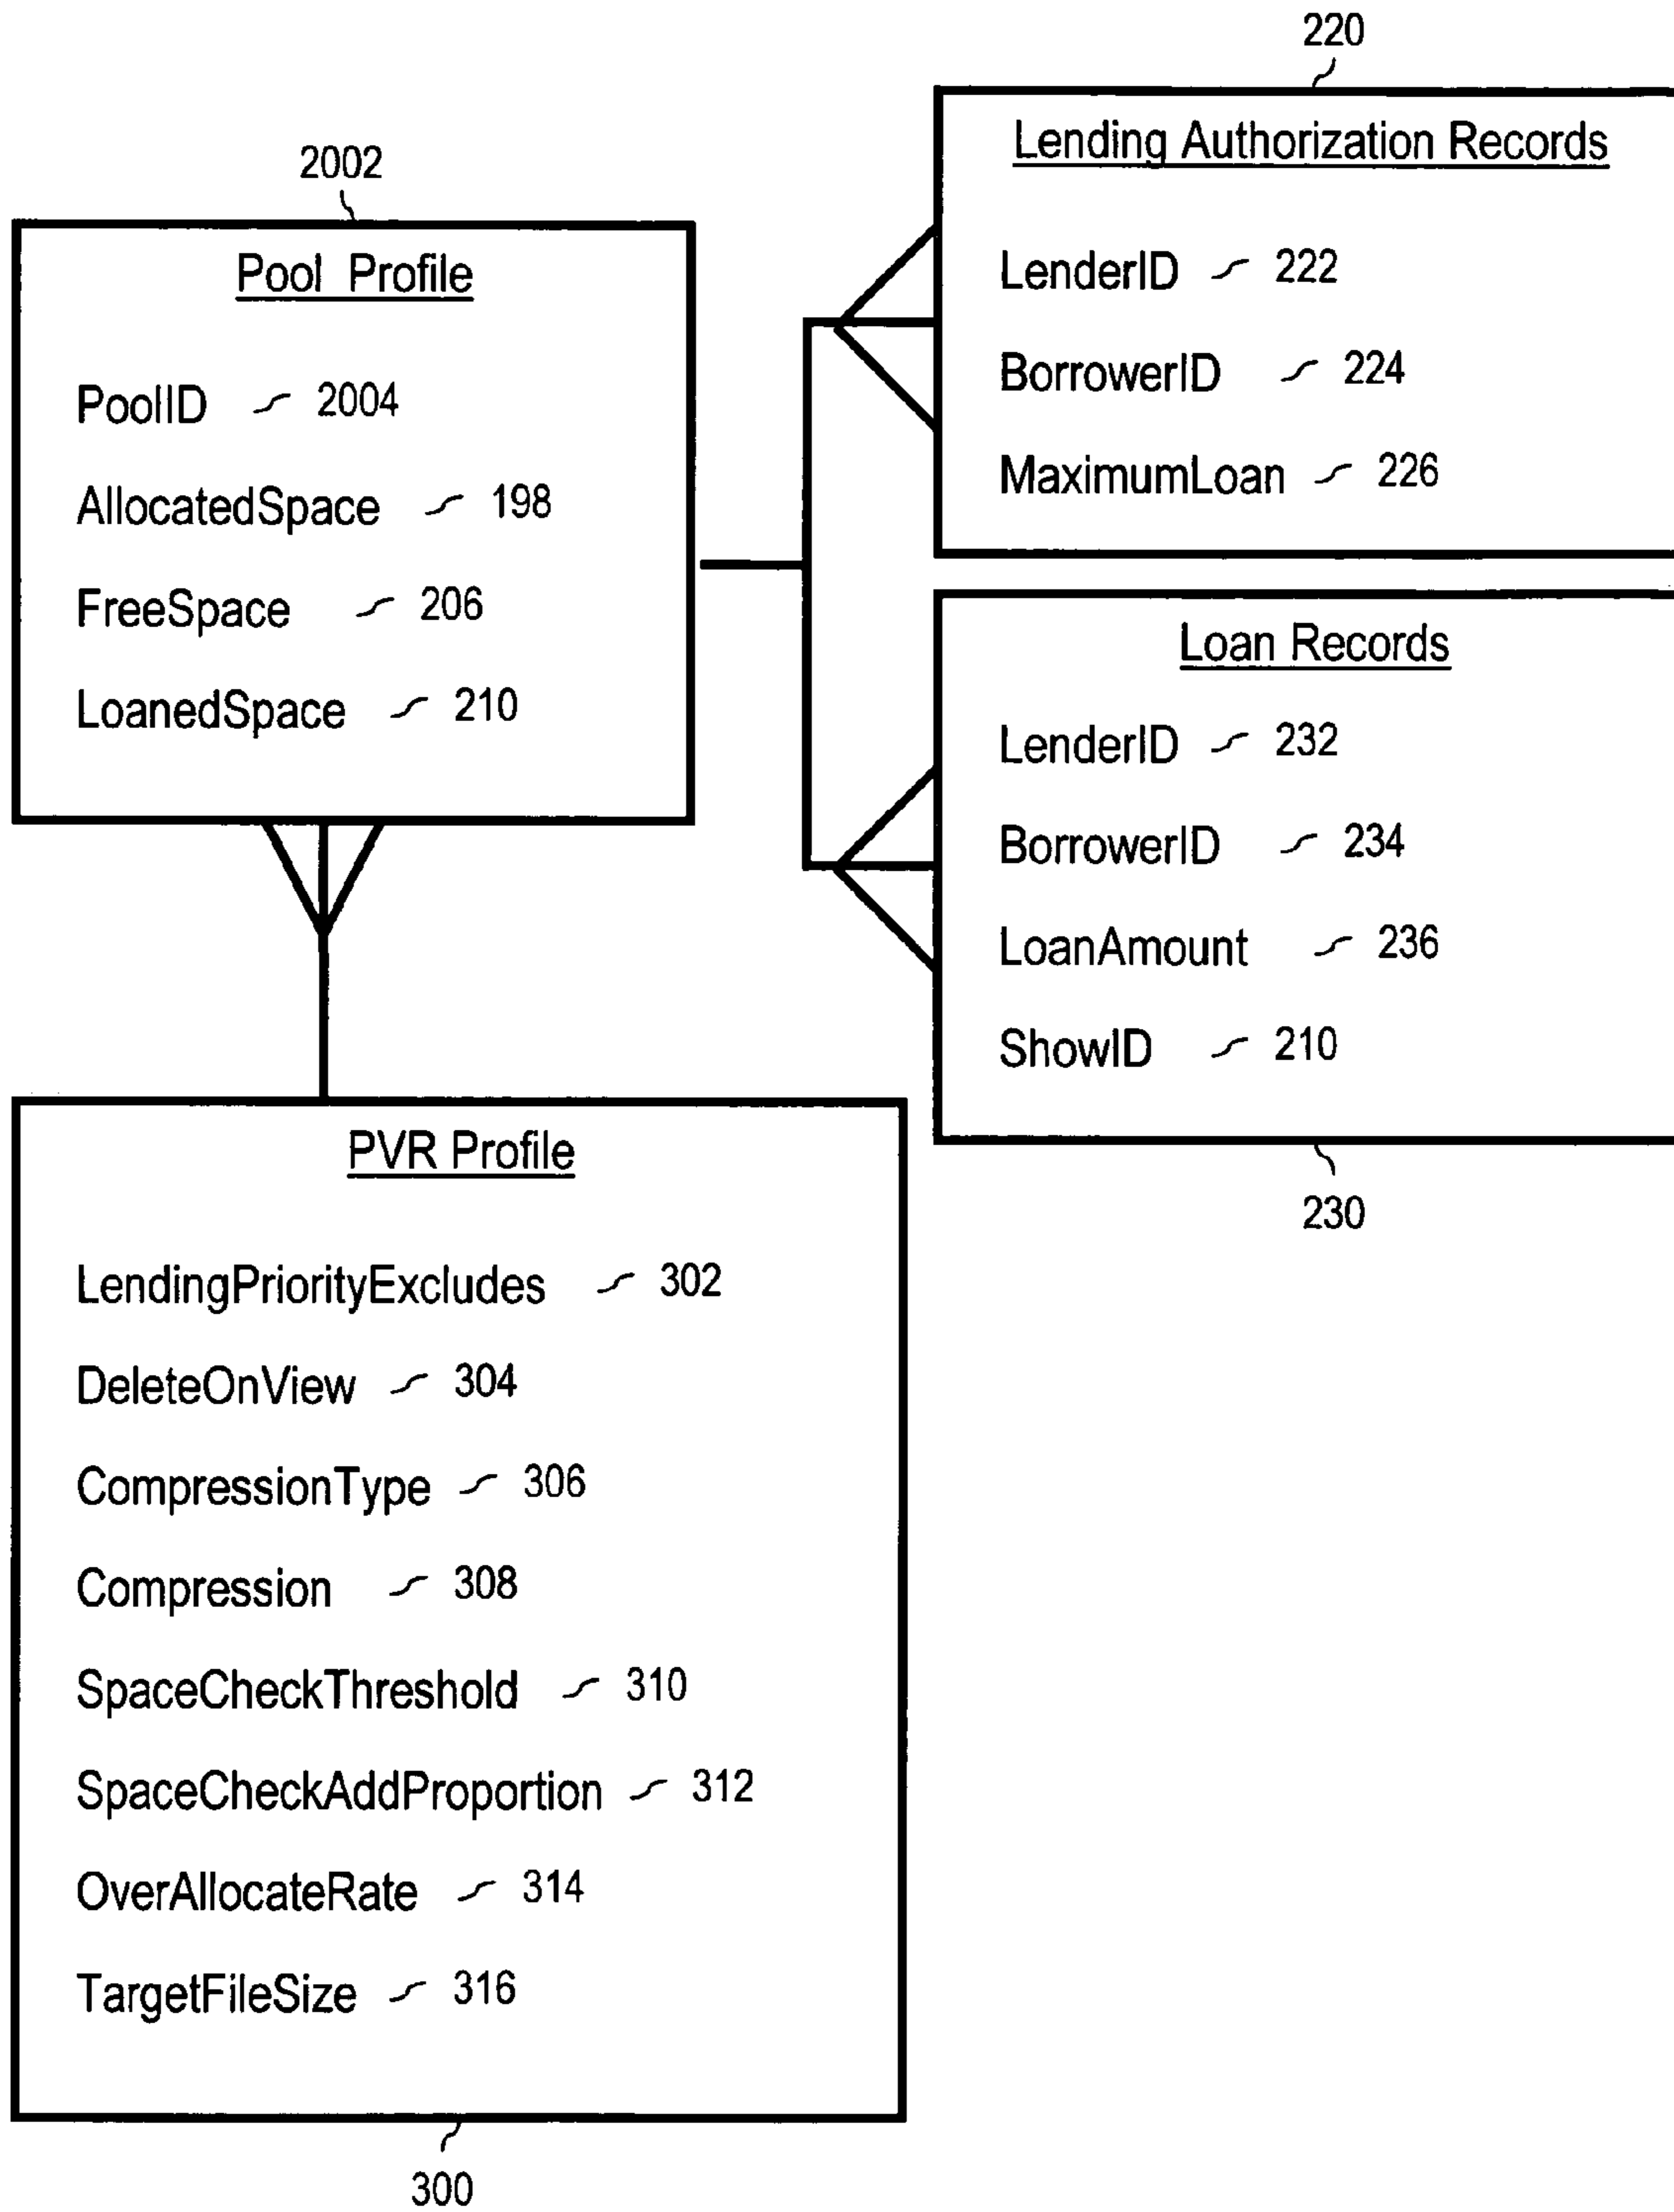 2002
Pool Profile
PoolID 2004
AllocatedSpace 198
FreeSpace 206
LoanedSpace 210
220
Lending Authorization Records
LenderID 222
BorrowerID 224
MaximumLoan 226
Loan Records
LenderID 232
BorrowerID 234
LoanAmount 236
ShowID 210
230
PVR Profile
LendingPriorityExcludes 302
DeleteOnView 304
CompressionType 306
Compression 308
SpaceCheckThreshold 310
SpaceCheckAddProportion 312
OverAllocateRate 314
TargetFileSize 316
300